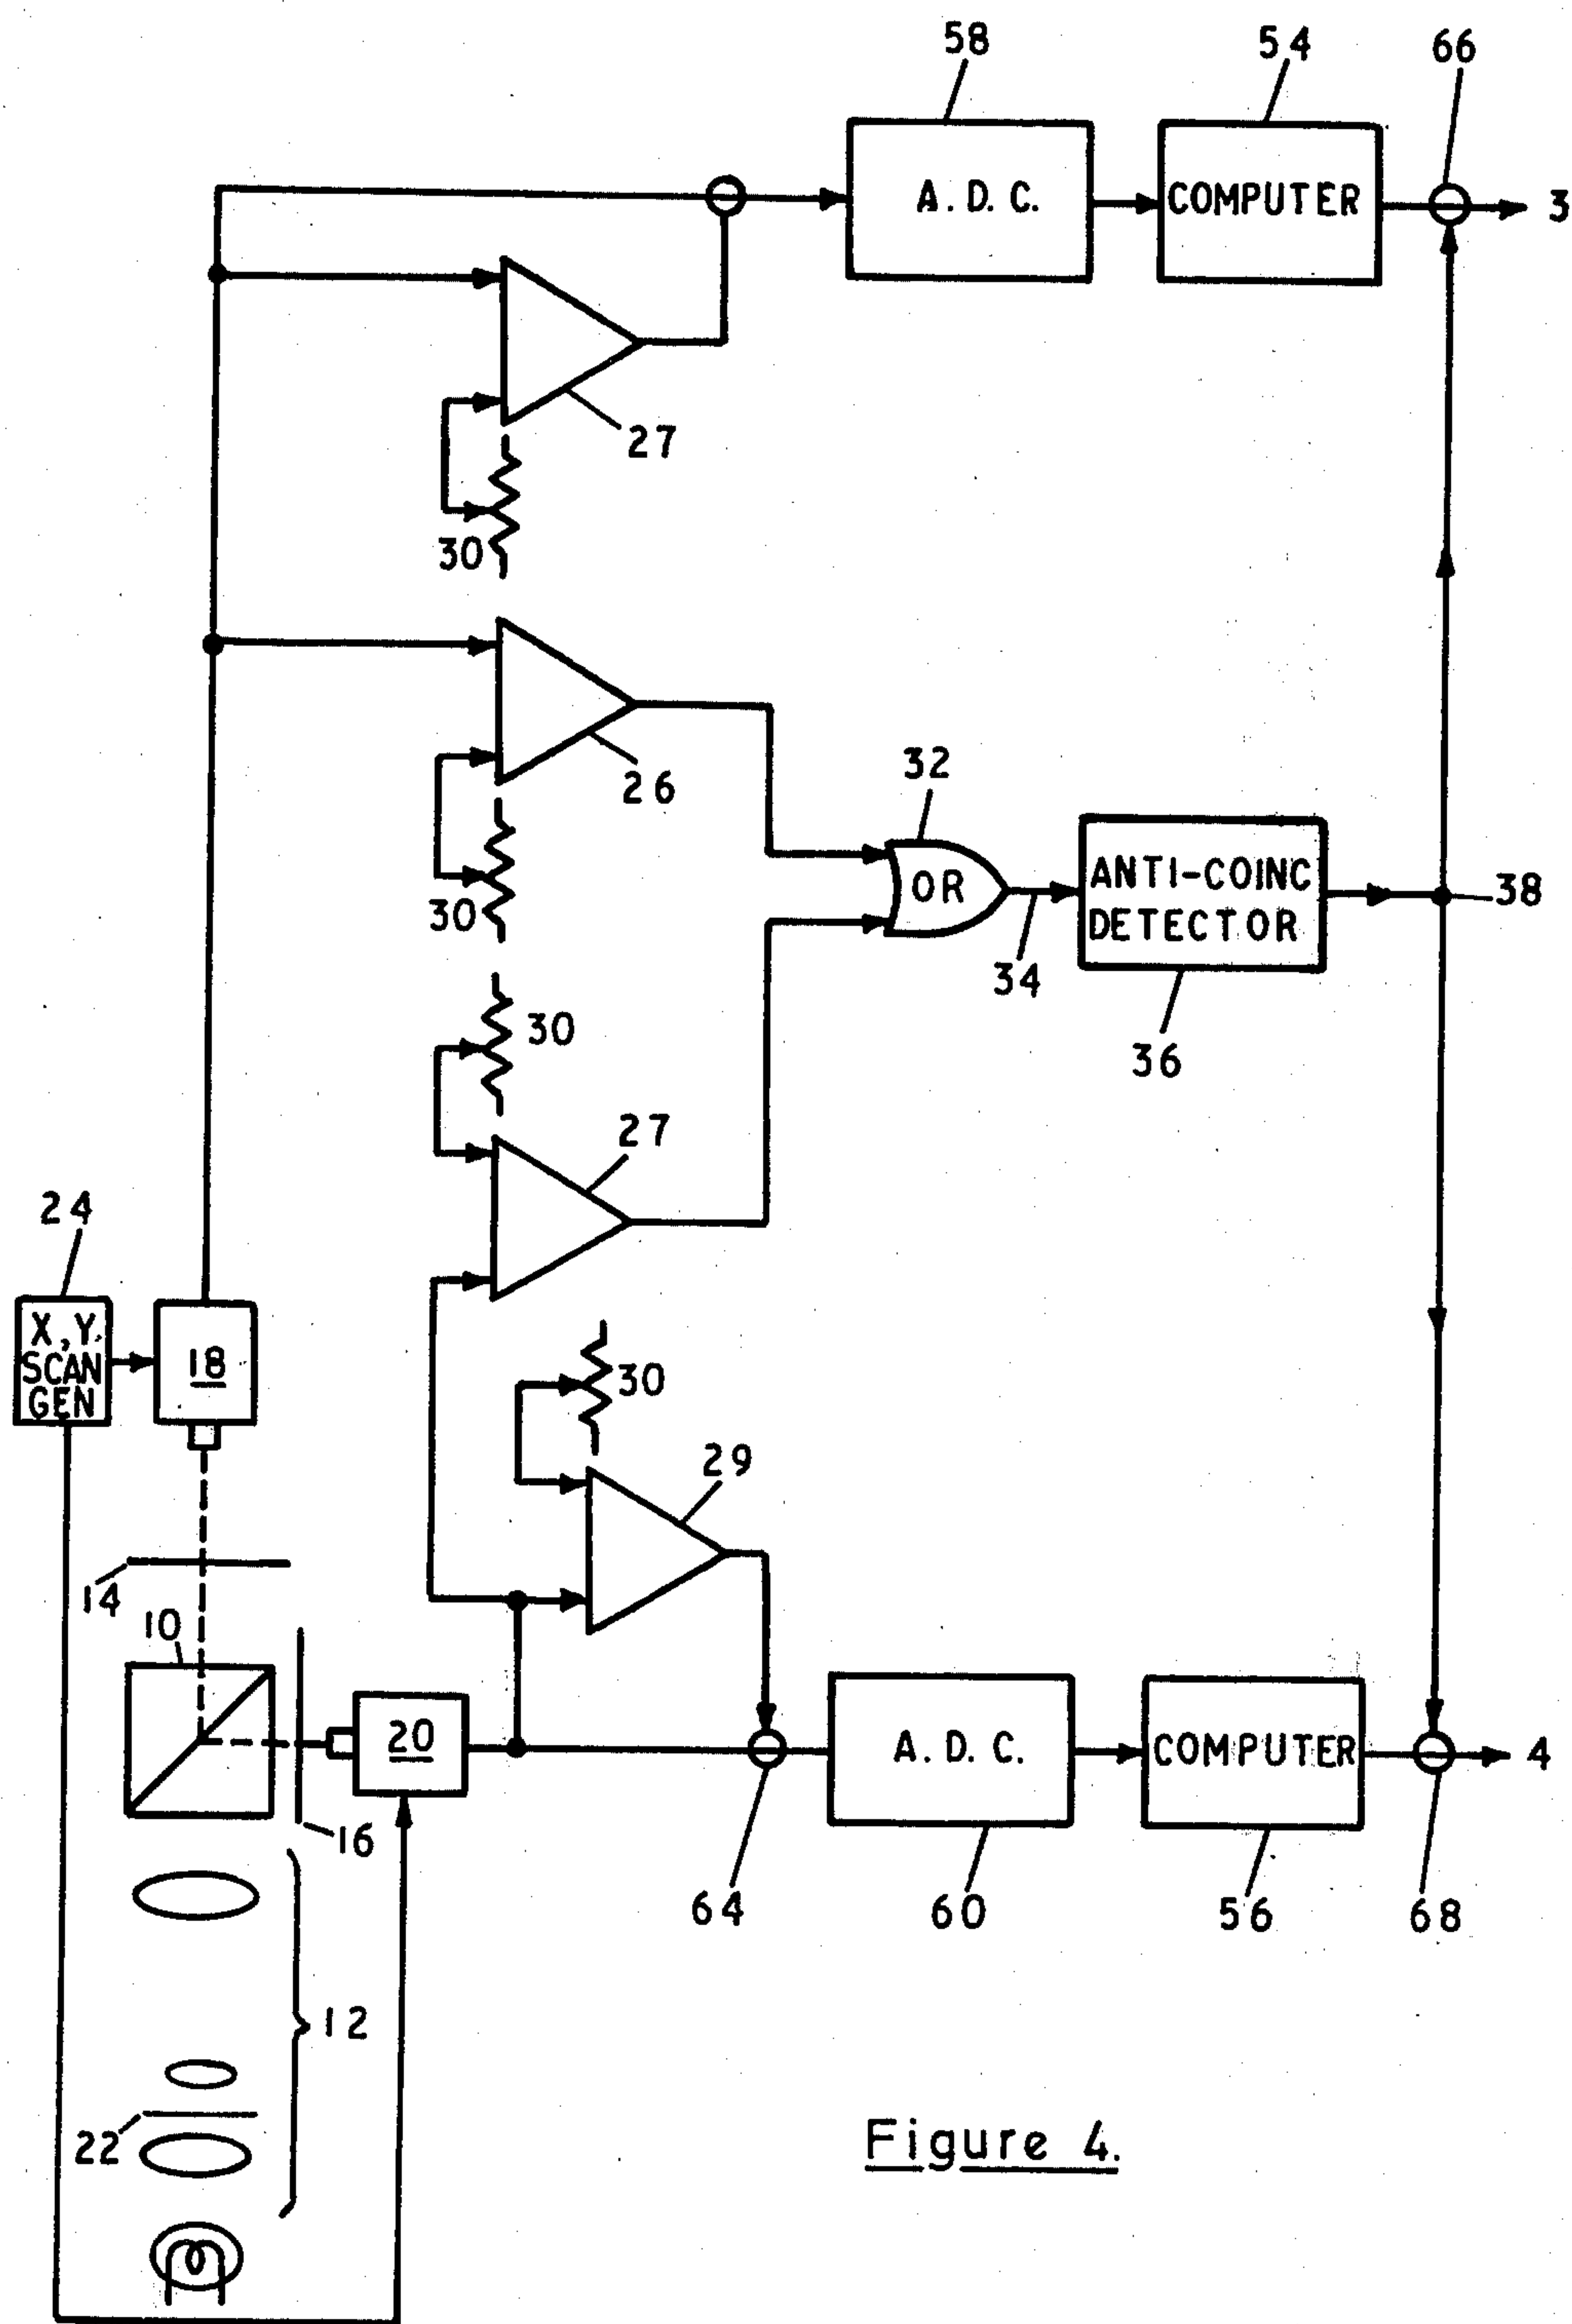 58
54
66
A. D. C.
COMPUTER
3
27
30
26
32
30
OR
ANTI-COINC
DETECTOR
38
34
30
36
27
24
X, Y.
SCAN
GEN
18
30
29
14
10
20
A. D. C.
COMPUTER
4
16
64
60
56
68
12
22
Figure 4.